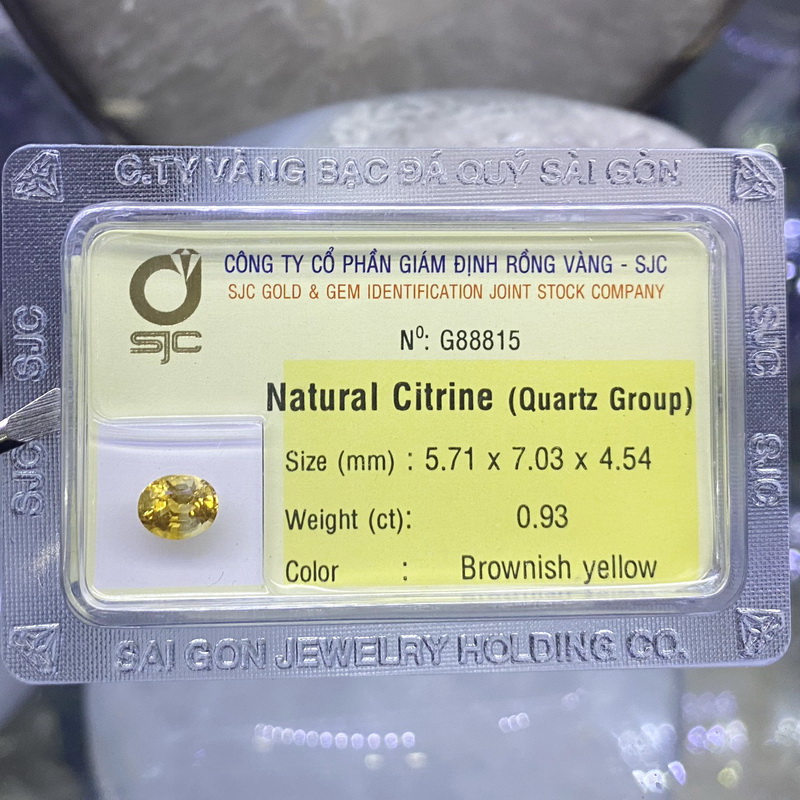 C.TY VÀNG BẠC ĐÁ QUÝ SÀI GÒN
SJC
CÔNG TY CỔ PHẦN GIÁM ĐỊNH RỒNG VÀNG - SJC
SJC GOLD & GEM IDENTIFICATION JOINT STOCK COMPANY
Nº: G88815
Natural Citrine (Quartz Group)
Size (mm) : 5.71 x 7.03 x 4.54
Weight (ct): 0.93
Color : Brownish yellow
SJC
SJC
SJC
SJC
SAI GON JEWELRY HOLDING CO.